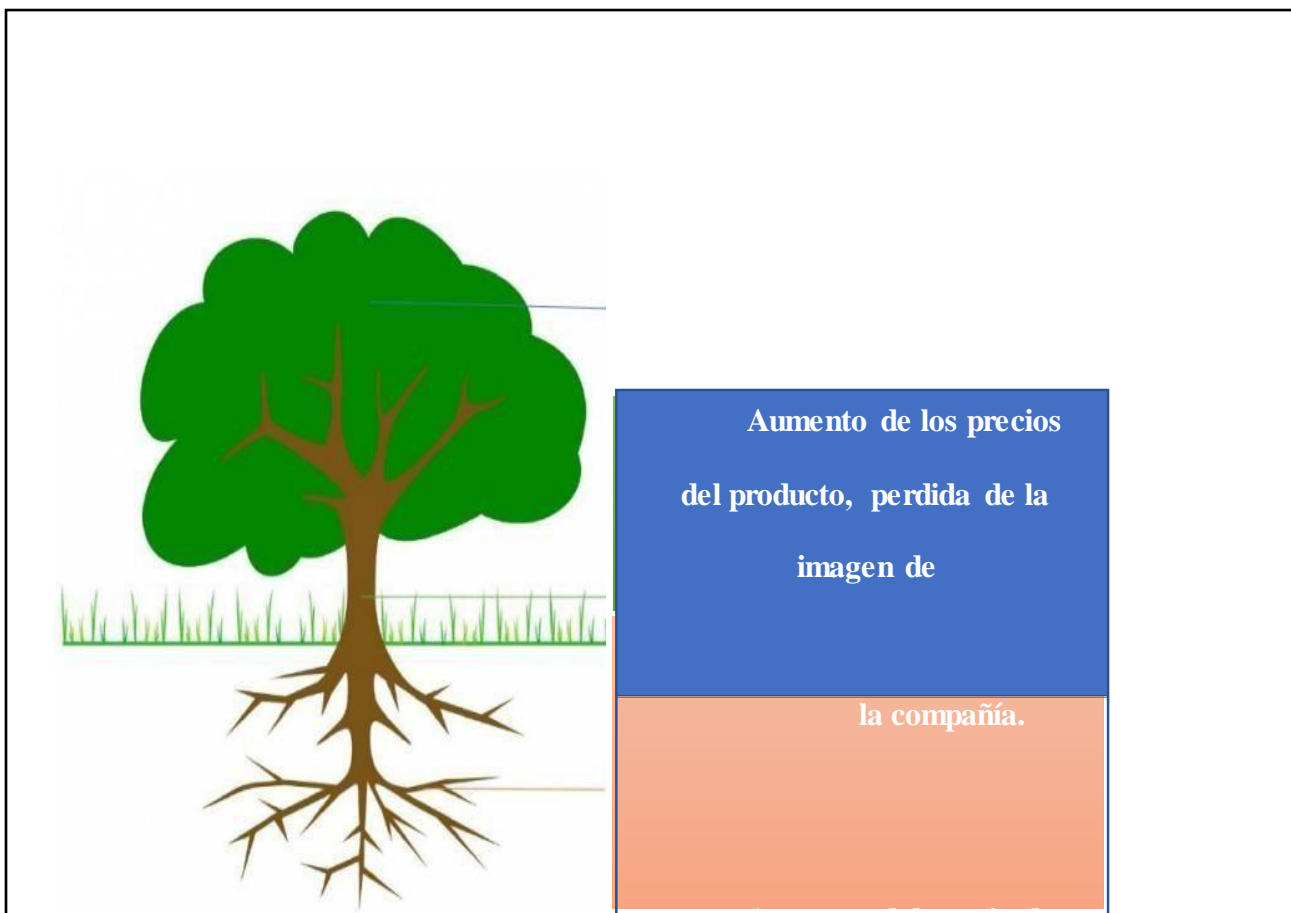 Aumento de los precios
del producto, perdida de la
imagen de
la compañía.